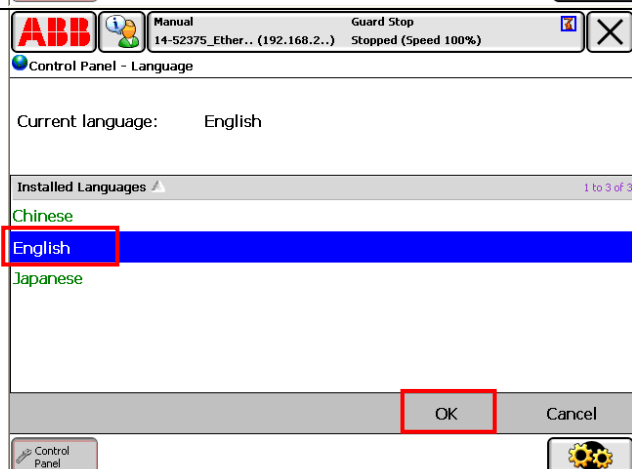 ABB
Manual
Guard Stop
14-52375_Ether.. (192.168.2..)
Stopped (Speed 100%)
Control Panel - Language
Current language: English
Installed Languages
1 to 3 of 3
Chinese
English
Japanese
OK
Cancel
Control
Panel